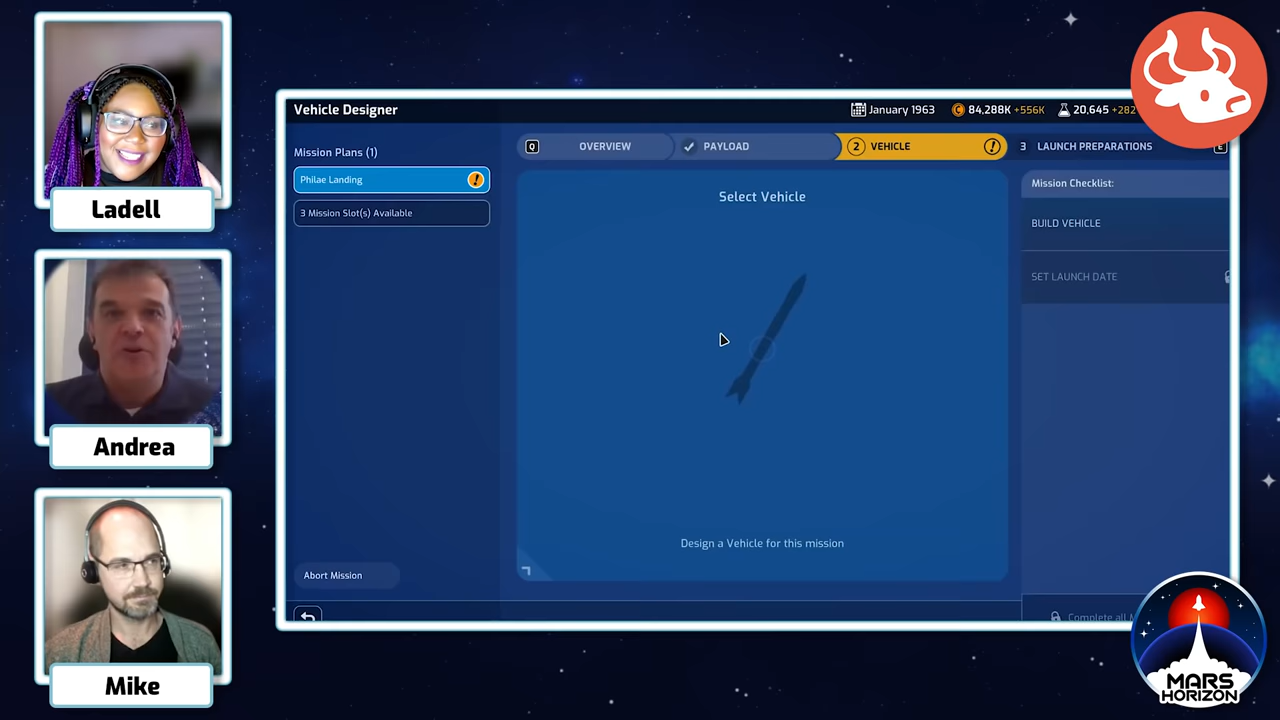 Ladell
Andrea
Mike
Vehicle Designer
January 1963
84,288K +556K
20,645 +282
Mission Plans (1)
Philae Landing
3 Mission Slot(s) Available
Q OVERVIEW
PAYLOAD
2 VEHICLE
3 LAUNCH PREPARATIONS E
Select Vehicle
Design a Vehicle for this mission
Mission Checklist:
BUILD VEHICLE
SET LAUNCH DATE
Abort Mission
Complete all
MARS
HORIZON